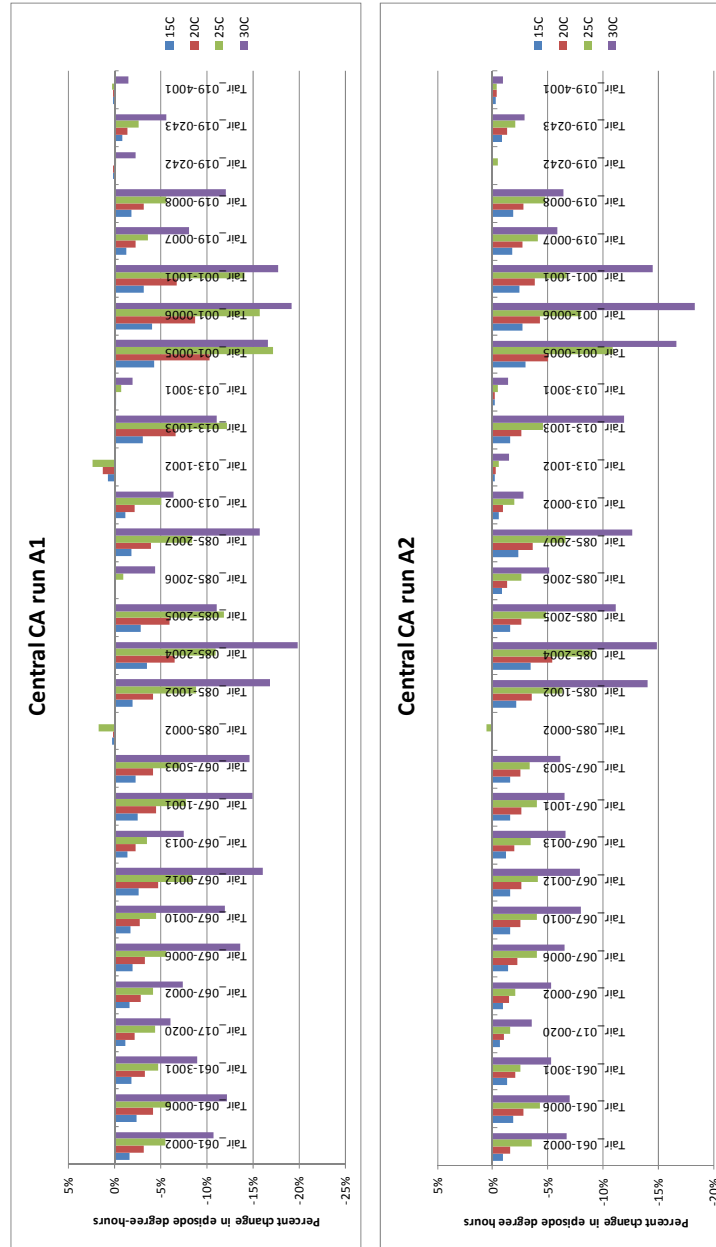 Central CA run A1
5%
0%
-5%
-10%
-15%
-20%
-25%
Percent change in episode degree-hours
Tair_061-0002
Tair_061-0006
Tair_061-3001
Tair_017-0020
Tair_067-0002
Tair_067-0006
Tair_067-0010
Tair_067-0012
Tair_067-0013
Tair_067-1001
Tair_067-5003
Tair_085-0002
Tair_085-1002
Tair_085-2004
Tair_085-2005
Tair_085-2006
Tair_085-2007
Tair_013-0002
Tair_013-1002
Tair_013-1003
Tair_013-3001
Tair_001-0005
Tair_001-0006
Tair_001-1001
Tair_019-0007
Tair_019-0008
Tair_019-0242
Tair_019-0243
Tair_019-4001
15C
20C
25C
30C
Central CA run A2
5%
0%
-5%
-10%
-15%
-20%
Percent change in episode degree-hours
Tair_061-0002
Tair_061-0006
Tair_061-3001
Tair_017-0020
Tair_067-0002
Tair_067-0006
Tair_067-0010
Tair_067-0012
Tair_067-0013
Tair_067-1001
Tair_067-5003
Tair_085-0002
Tair_085-1002
Tair_085-2004
Tair_085-2005
Tair_085-2006
Tair_085-2007
Tair_013-0002
Tair_013-1002
Tair_013-1003
Tair_013-3001
Tair_001-0005
Tair_001-0006
Tair_001-1001
Tair_019-0007
Tair_019-0008
Tair_019-0242
Tair_019-0243
Tair_019-4001
15C
20C
25C
30C